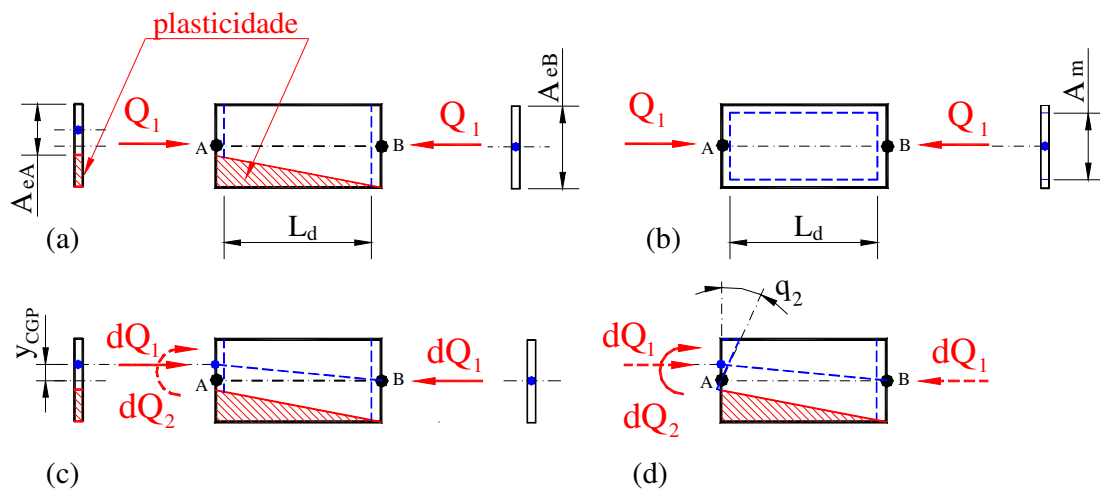 plasticidade
A eA
Q1
A
B
Q1
A eB
Ld
(a)
Q1
A
B
Q1
A m
Ld
(b)
yCGP
dQ1
dQ2
A
B
dQ1
(c)
q2
dQ1
dQ2
A
B
dQ1
(d)